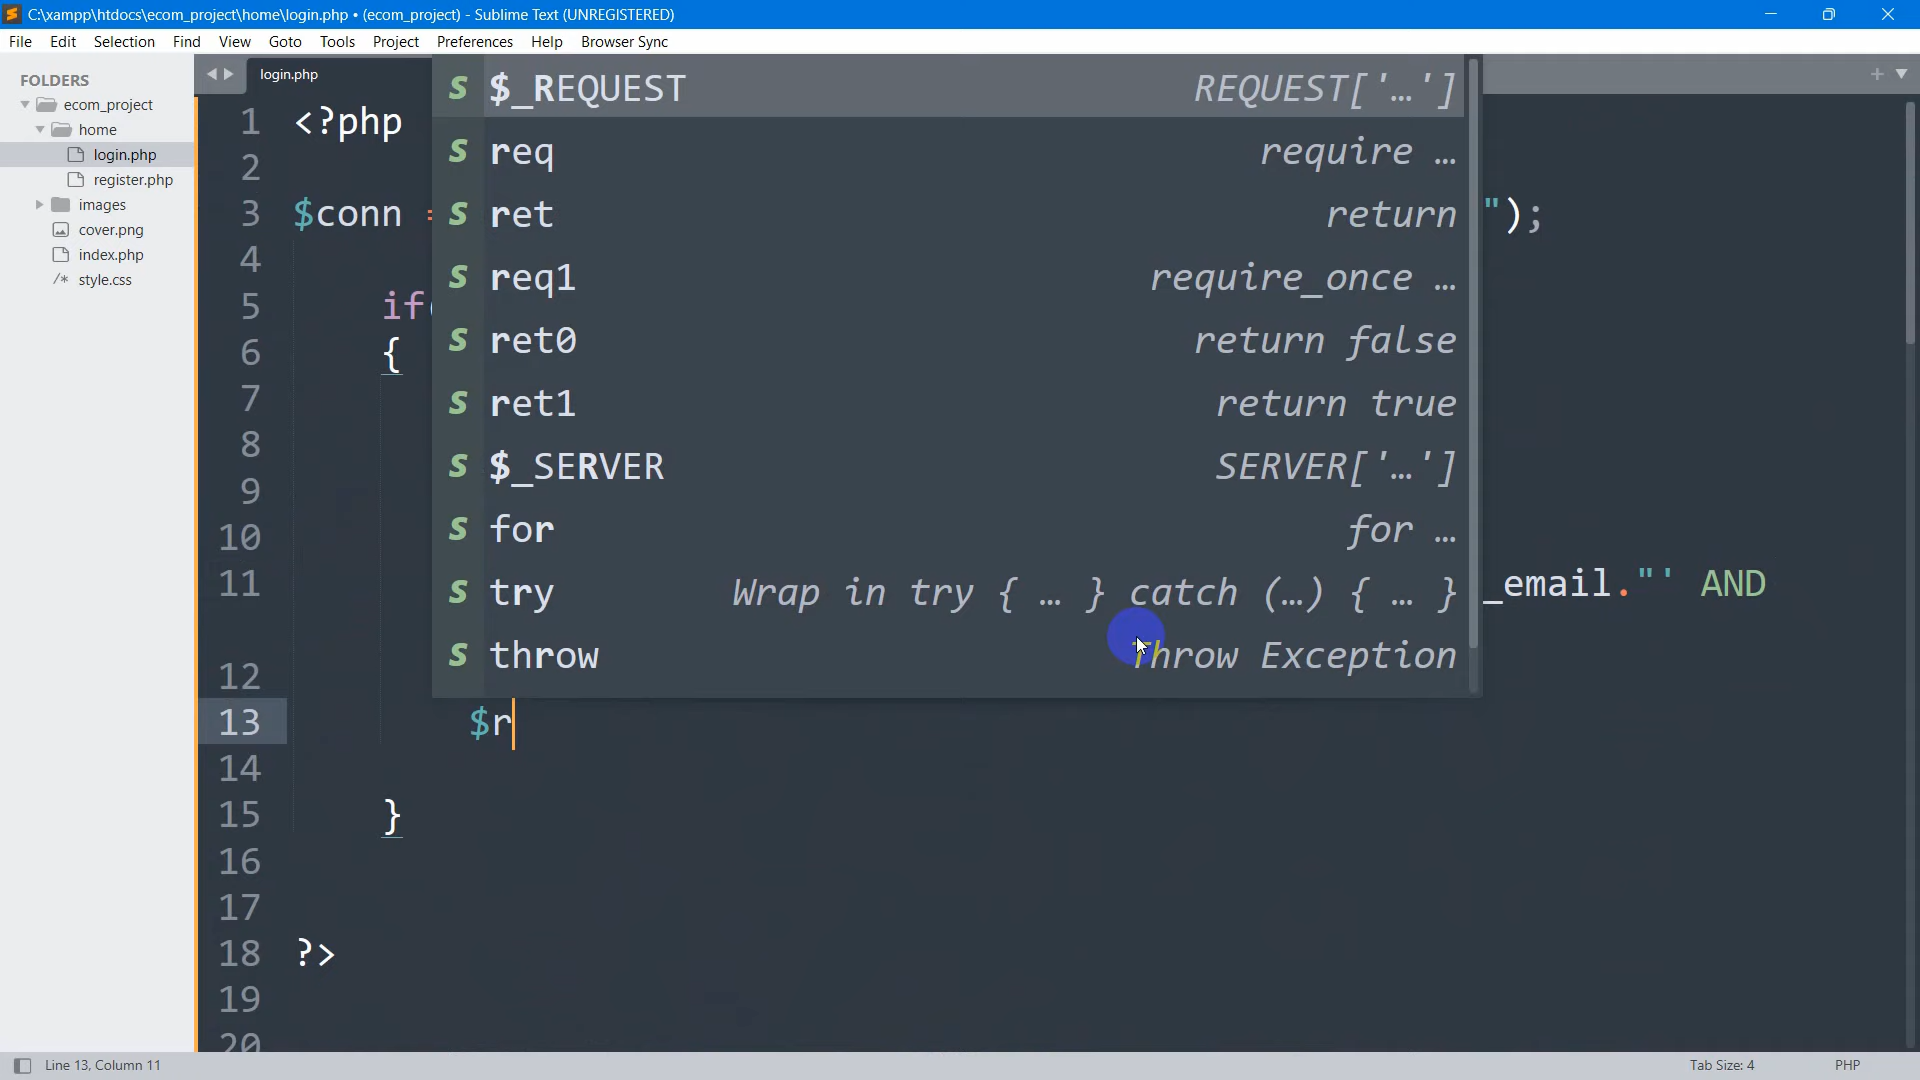 C:\xampp\htdocs\ecom_project\home\login.php • (ecom_project) - Sublime Text (UNREGISTERED)
File Edit Selection Find View Goto Tools Project Preferences Help Browser Sync
FOLDERS
ecom_project
home
login.php
register.php
images
cover.png
index.php
/* style.css
login.php
S $_REQUEST REQUEST['…']
S req require …
S ret return
S req1 require_once …
S ret0 return false
S ret1 return true
S $_SERVER SERVER['…']
S for for …
S try Wrap in try { … } catch (…) { … }
S throw Throw Exception
1 <?php
2
3 $conn = ");
4
5 if(
6 {
7
8
9
10
11 _email."' AND
12
13 $r
14
15 }
16
17
18 ?>
19
20
Line 13, Column 11
Tab Size: 4
PHP